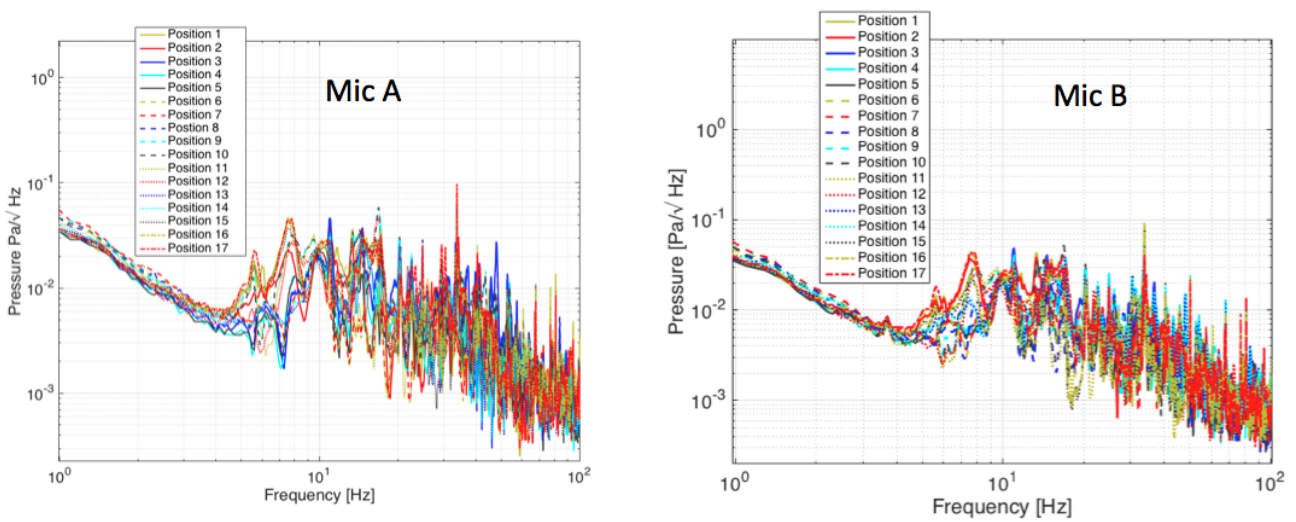 Mic A
Position 1
Position 2
Position 3
Position 4
Position 5
Position 6
Position 7
Postion 8
Position 9
Position 10
Position 11
Position 12
Position 13
Position 14
Position 15
Position 16
Position 17
10⁰
10⁻¹
10⁻²
10⁻³
Pressure Pa/√ Hz
10⁰
10¹
10²
Frequency [Hz]
Mic B
Position 1
Position 2
Position 3
Position 4
Position 5
Position 6
Position 7
Position 8
Position 9
Position 10
Position 11
Position 12
Position 13
Position 14
Position 15
Position 16
Position 17
10⁰
10⁻¹
10⁻²
10⁻³
Pressure [Pa/√ Hz]
10⁰
10¹
10²
Frequency [Hz]